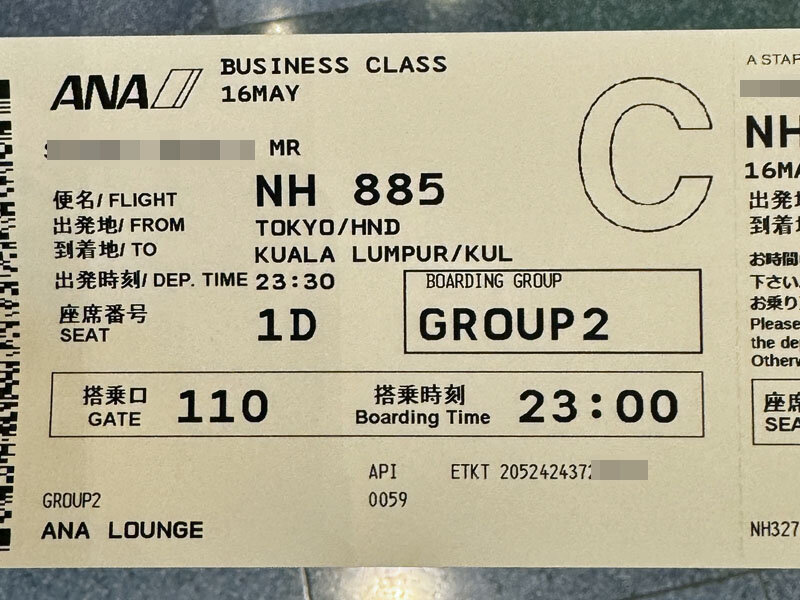 ANA
BUSINESS CLASS
16MAY
C
MR
便名/ FLIGHT NH 885
出発地/ FROM TOKYO/HND
到着地/ TO KUALA LUMPUR/KUL
出発時刻/ DEP. TIME 23:30
座席番号
SEAT 1D
BOARDING GROUP
GROUP2
搭乗口
GATE 110
搭乗時刻
Boarding Time 23:00
API ETKT 2052424372
0059
GROUP2
ANA LOUNGE
A STAR
NH
16MA
出発地
到着
お時間
下さい
お乗り
Please
the de
Otherw
座席
SEA
NH327